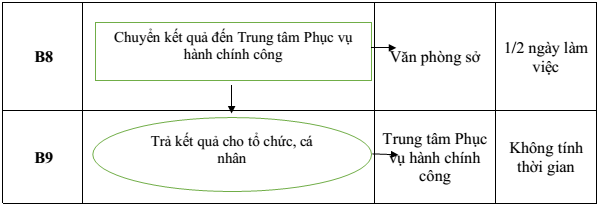 B8
Chuyển kết quả đến Trung tâm Phục vụ
hành chính công
Văn phòng sở
1/2 ngày làm
việc
B9
Trả kết quả cho tổ chức, cá
nhân
Trung tâm Phục
vụ hành chính
công
Không tính
thời gian